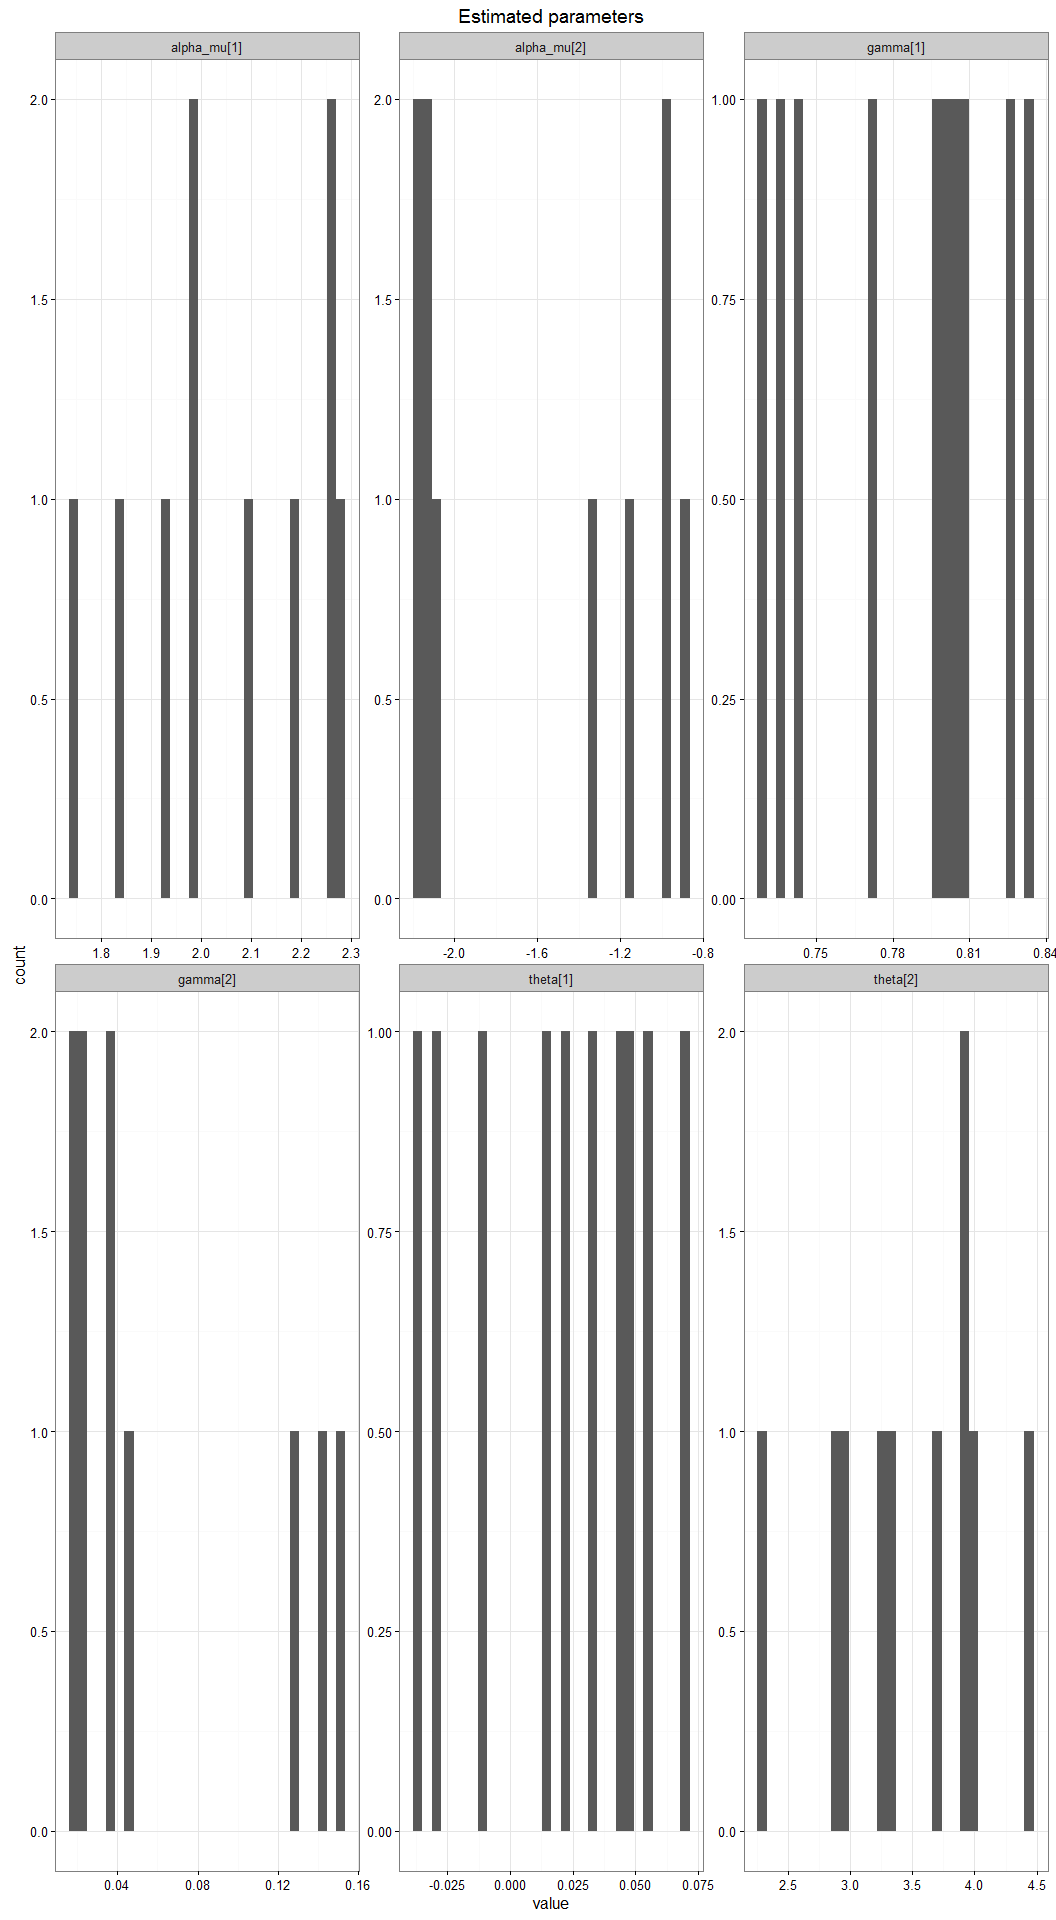 Estimated parameters
alpha_mu[1] alpha_mu[2] gamma[1]
2.0 2.0 1.00
1.5 1.5 0.75
1.0 1.0 0.50
0.5 0.5 0.25
0.0 0.0 0.00
1.8 1.9 2.0 2.1 2.2 2.3 -2.0 -1.6 -1.2 -0.8 0.75 0.78 0.81 0.84
count
gamma[2] theta[1] theta[2]
2.0 1.00 2.0
1.5 0.75 1.5
1.0 0.50 1.0
0.5 0.25 0.5
0.0 0.00 0.0
0.04 0.08 0.12 0.16 -0.025 0.000 0.025 0.050 0.075 2.5 3.0 3.5 4.0 4.5
value